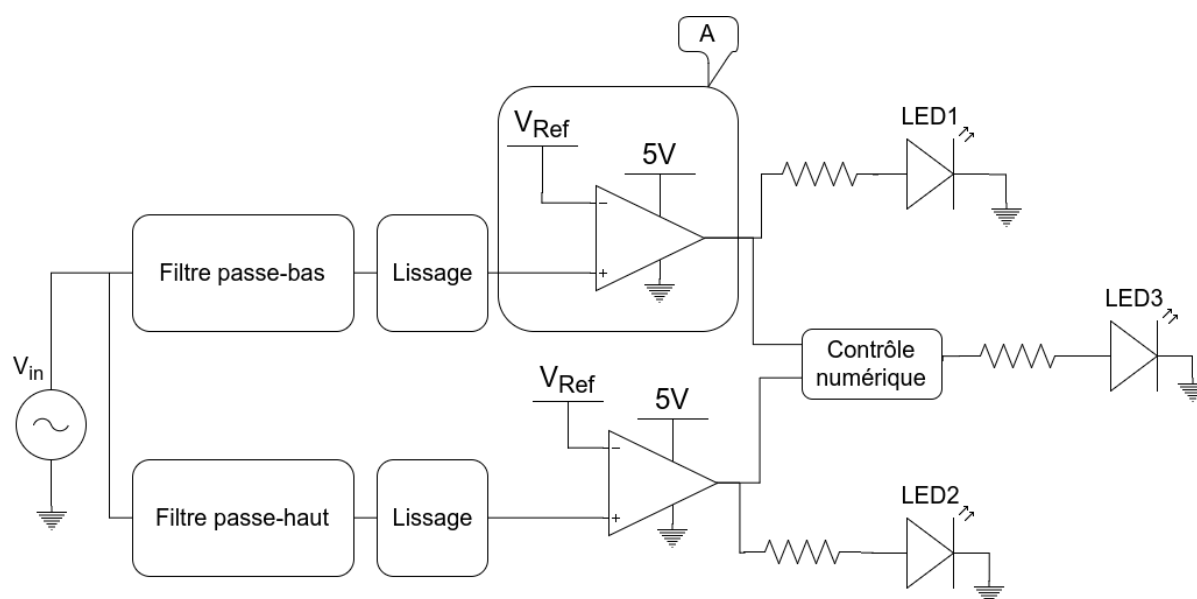 A
V_Ref
5V
LED1
Filtre passe-bas
Lissage
LED3
V_in
Contrôle
numérique
V_Ref
5V
Filtre passe-haut
Lissage
LED2